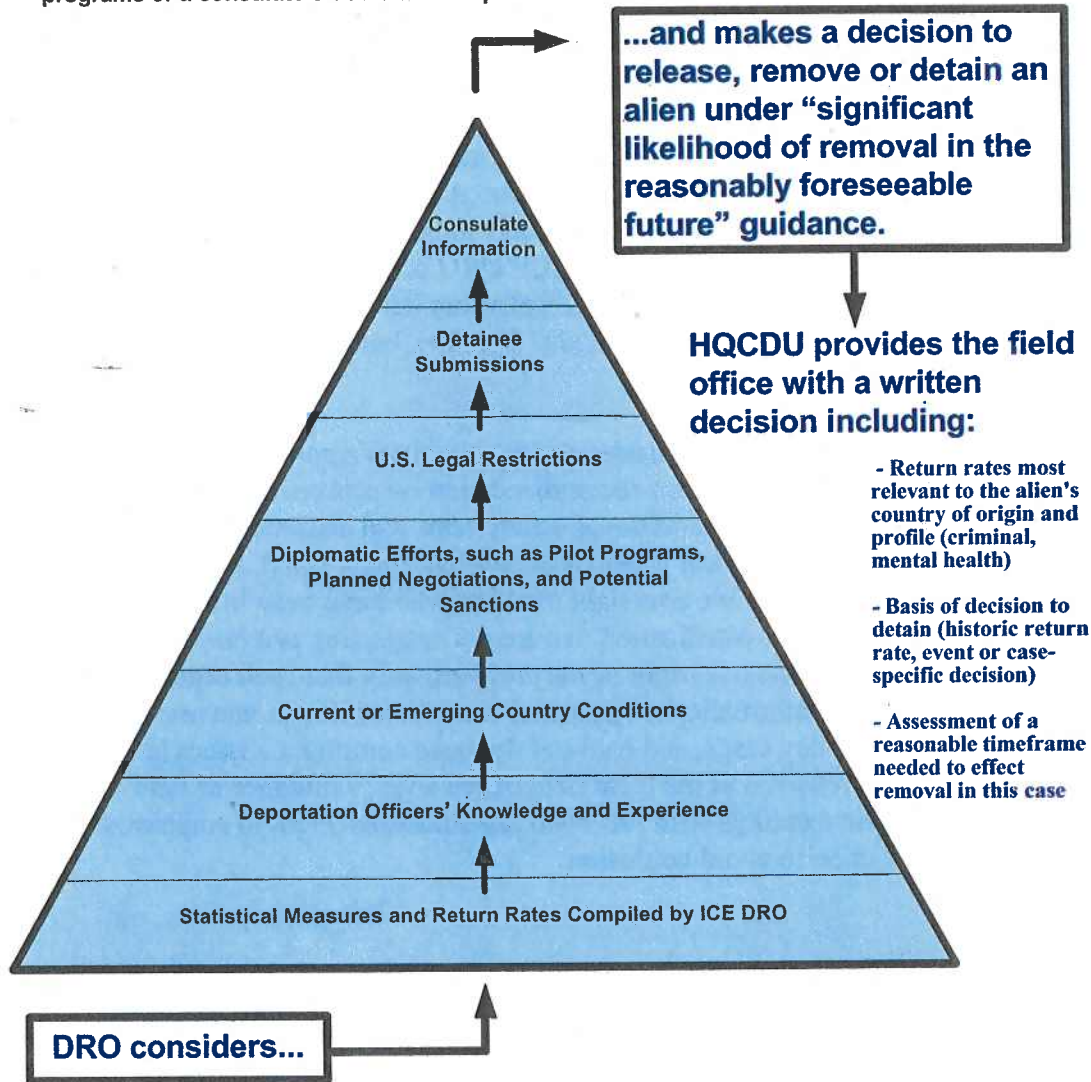 programs or a consulate
...and makes a decision to
release, remove or detain an
alien under “significant
likelihood of removal in the
reasonably foreseeable
future” guidance.
Consulate
Information
Detainee
Submissions
U.S. Legal Restrictions
Diplomatic Efforts, such as Pilot Programs,
Planned Negotiations, and Potential
Sanctions
Current or Emerging Country Conditions
Deportation Officers’ Knowledge and Experience
Statistical Measures and Return Rates Compiled by ICE DRO
DRO considers...
HQCDU provides the field
office with a written
decision including:
- Return rates most
relevant to the alien’s
country of origin and
profile (criminal,
mental health)
- Basis of decision to
detain (historic return
rate, event or case-
specific decision)
- Assessment of a
reasonable timeframe
needed to effect
removal in this case